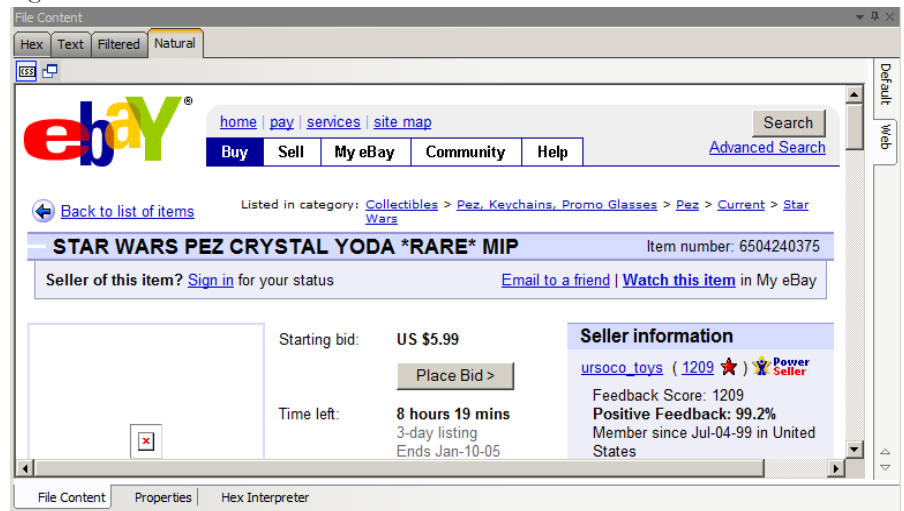 File Content
Hex Text Filtered Natural
css
Default
Web
ebaY®
home | pay | services | site map
Search
Buy Sell My eBay Community Help
Advanced Search
Back to list of items
Listed in category: Collectibles > Pez, Keychains, Promo Glasses > Pez > Current > Star
Wars
STAR WARS PEZ CRYSTAL YODA *RARE* MIP
Item number: 6504240375
Seller of this item? Sign in for your status
Email to a friend | Watch this item in My eBay
Starting bid: US $5.99
Place Bid >
Time left: 8 hours 19 mins
3-day listing
Ends Jan-10-05
Seller information
ursoco_toys ( 1209 ) Power
Seller
Feedback Score: 1209
Positive Feedback: 99.2%
Member since Jul-04-99 in United
States
File Content Properties Hex Interpreter